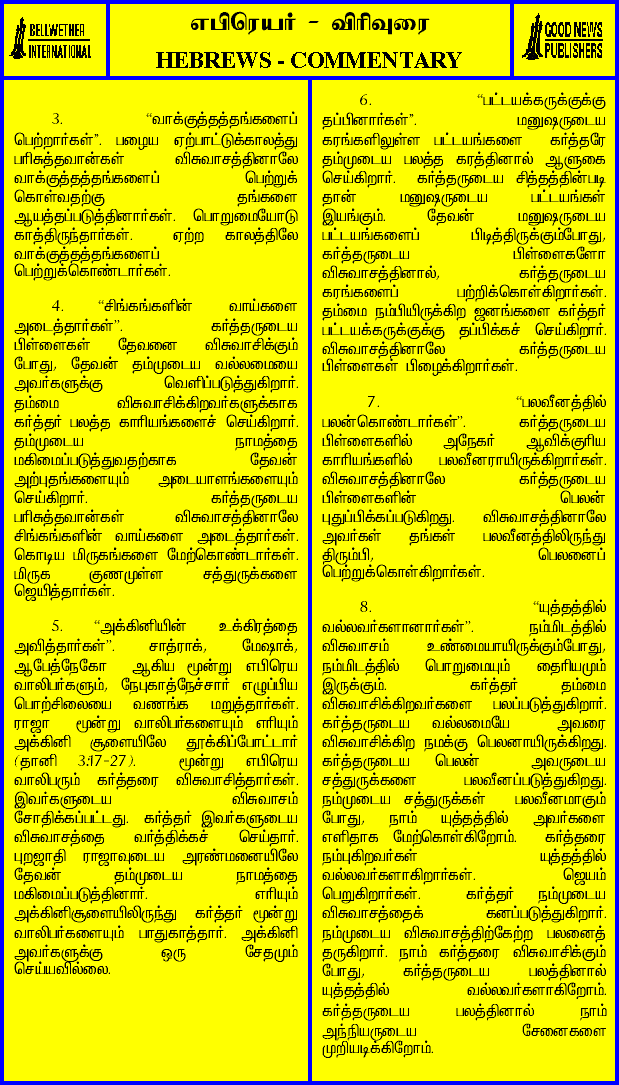 BELLWETHER
INTERNATIONAL
எபிரெயர் - விரிவுரை
HEBREWS - COMMENTARY
GOOD NEWS
PUBLISHERS
3. “வாக்குத்தத்தங்களைப்
பெற்றார்கள்”. பழைய ஏற்பாட்டுக்காலத்து
பரிசுத்தவான்கள் விசுவாசத்தினாலே
வாக்குத்தத்தங்களைப் பெற்றுக்
கொள்வதற்கு தங்களை
ஆயத்தப்படுத்தினார்கள். பொறுமையோடு
காத்திருந்தார்கள். ஏற்ற காலத்திலே
வாக்குத்தத்தங்களைப்
பெற்றுக்கொண்டார்கள்.
4. “சிங்கங்களின் வாய்களை
அடைத்தார்கள்”. கர்த்தருடைய
பிள்ளைகள் தேவனை விசுவாசிக்கும்
போது, தேவன் தம்முடைய வல்லமையை
அவர்களுக்கு வெளிப்படுத்துகிறார்.
தம்மை விசுவாசிக்கிறவர்களுக்காக
கர்த்தர் பலத்த காரியங்களைச் செய்கிறார்.
தம்முடைய நாமத்தை
மகிமைப்படுத்துவதற்காக தேவன்
அற்புதங்களையும் அடையாளங்களையும்
செய்கிறார். கர்த்தருடைய
பரிசுத்தவான்கள் விசுவாசத்தினாலே
சிங்கங்களின் வாய்களை அடைத்தார்கள்.
கொடிய மிருகங்களை மேற்கொண்டார்கள்.
மிருக குணமுள்ள சத்துருக்களை
ஜெயித்தார்கள்.
5. “அக்கினியின் உக்கிரத்தை
அவித்தார்கள்”. சாத்ராக், மேஷாக்,
ஆபேத்நேகோ ஆகிய மூன்று எபிரெய
வாலிபர்களும், நேபுகாத்நேச்சார் எழுப்பிய
பொற்சிலையை வணங்க மறுத்தார்கள்.
ராஜா மூன்று வாலிபர்களையும் எரியும்
அக்கினி சூளையிலே தூக்கிப்போட்டார்
(தானி 3:17-27). மூன்று எபிரெய
வாலிபரும் கர்த்தரை விசுவாசித்தார்கள்.
இவர்களுடைய விசுவாசம்
சோதிக்கப்பட்டது. கர்த்தர் இவர்களுடைய
விசுவாசத்தை வர்த்திக்கச் செய்தார்.
புறஜாதி ராஜாவுடைய அரண்மனையிலே
தேவன் தம்முடைய நாமத்தை
மகிமைப்படுத்தினார். எரியும்
அக்கினிசூளையிலிருந்து கர்த்தர் மூன்று
வாலிபர்களையும் பாதுகாத்தார். அக்கினி
அவர்களுக்கு ஒரு சேதமும்
செய்யவில்லை.
6. “பட்டயக்கருக்குக்கு
தப்பினார்கள்”. மனுஷருடைய
கரங்களிலுள்ள பட்டயங்களை கர்த்தரே
தம்முடைய பலத்த கரத்தினால் ஆளுகை
செய்கிறார். கர்த்தருடைய சித்தத்தின்படி
தான் மனுஷருடைய பட்டயங்கள்
இயங்கும். தேவன் மனுஷருடைய
பட்டயங்களைப் பிடித்திருக்கும்போது,
கர்த்தருடைய பிள்ளைகளோ
விசுவாசத்தினால், கர்த்தருடைய
கரங்களைப் பற்றிக்கொள்கிறார்கள்.
தம்மை நம்பியிருக்கிற ஜனங்களை கர்த்தர்
பட்டயக்கருக்குக்கு தப்பிக்கச் செய்கிறார்.
விசுவாசத்தினாலே கர்த்தருடைய
பிள்ளைகள் பிழைக்கிறார்கள்.
7. “பலவீனத்தில்
பலன்கொண்டார்கள்”. கர்த்தருடைய
பிள்ளைகளில் அநேகர் ஆவிக்குரிய
காரியங்களில் பலவீனராயிருக்கிறார்கள்.
விசுவாசத்தினாலே கர்த்தருடைய
பிள்ளைகளின் பெலன்
புதுப்பிக்கப்படுகிறது. விசுவாசத்தினாலே
அவர்கள் தங்கள் பலவீனத்திலிருந்து
திரும்பி, பெலனைப்
பெற்றுக்கொள்கிறார்கள்.
8. “யுத்தத்தில்
வல்லவர்களானார்கள்”. நம்மிடத்தில்
விசுவாசம் உண்மையாயிருக்கும்போது,
நம்மிடத்தில் பொறுமையும் தைரியமும்
இருக்கும். கர்த்தர் தம்மை
விசுவாசிக்கிறவர்களை பலப்படுத்துகிறார்.
கர்த்தருடைய வல்லமையே அவரை
விசுவாசிக்கிற நமக்கு பெலனாயிருக்கிறது.
கர்த்தருடைய பெலன் அவருடைய
சத்துருக்களை பலவீனப்படுத்துகிறது.
நம்முடைய சத்துருக்கள் பலவீனமாகும்
போது, நாம் யுத்தத்தில் அவர்களை
எளிதாக மேற்கொள்கிறோம். கர்த்தரை
நம்புகிறவர்கள் யுத்தத்தில்
வல்லவர்களாகிறார்கள். ஜெயம்
பெறுகிறார்கள். கர்த்தர் நம்முடைய
விசுவாசத்தைக் கனப்படுத்துகிறார்.
நம்முடைய விசுவாசத்திற்கேற்ற பலனைத்
தருகிறார். நாம் கர்த்தரை விசுவாசிக்கும்
போது, கர்த்தருடைய பலத்தினால்
யுத்தத்தில் வல்லவர்களாகிறோம்.
கர்த்தருடைய பலத்தினால் நாம்
அந்நியருடைய சேனைகளை
முறியடிக்கிறோம்.